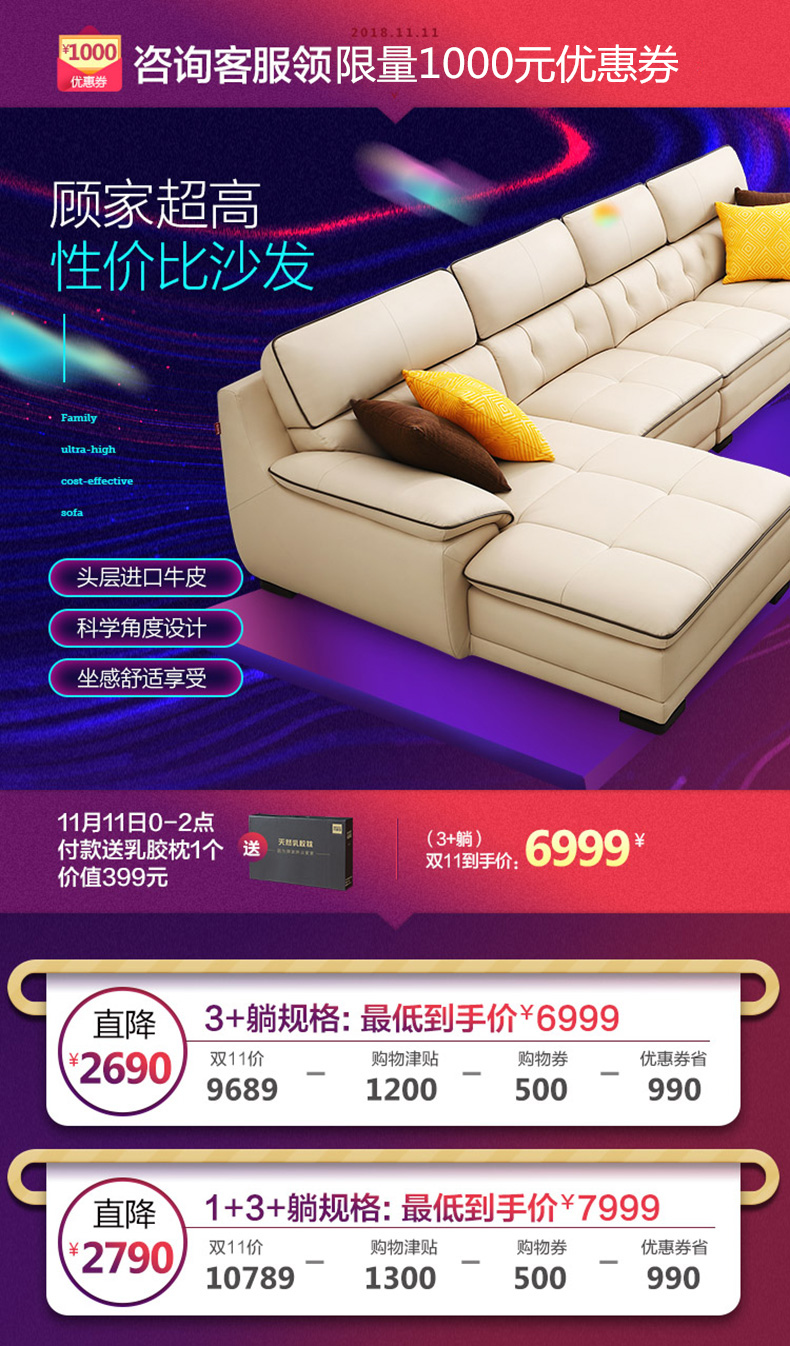 2018.11.11
¥1000
优惠券
咨询客服领限量1000元优惠券
顾家超高
性价比沙发
Family
ultra-high
cost-effective
sofa
头层进口牛皮
科学角度设计
坐感舒适享受
11月11日0-2点
付款送乳胶枕1个
价值399元
送
天然乳胶枕
(3+躺)
双11到手价: 6999¥
直降
¥2690
3+躺规格: 最低到手价¥6999
双11价 购物津贴 购物券 优惠券省
9689 - 1200 - 500 - 990
直降
¥2790
1+3+躺规格: 最低到手价¥7999
双11价 购物津贴 购物券 优惠券省
10789 - 1300 - 500 - 990